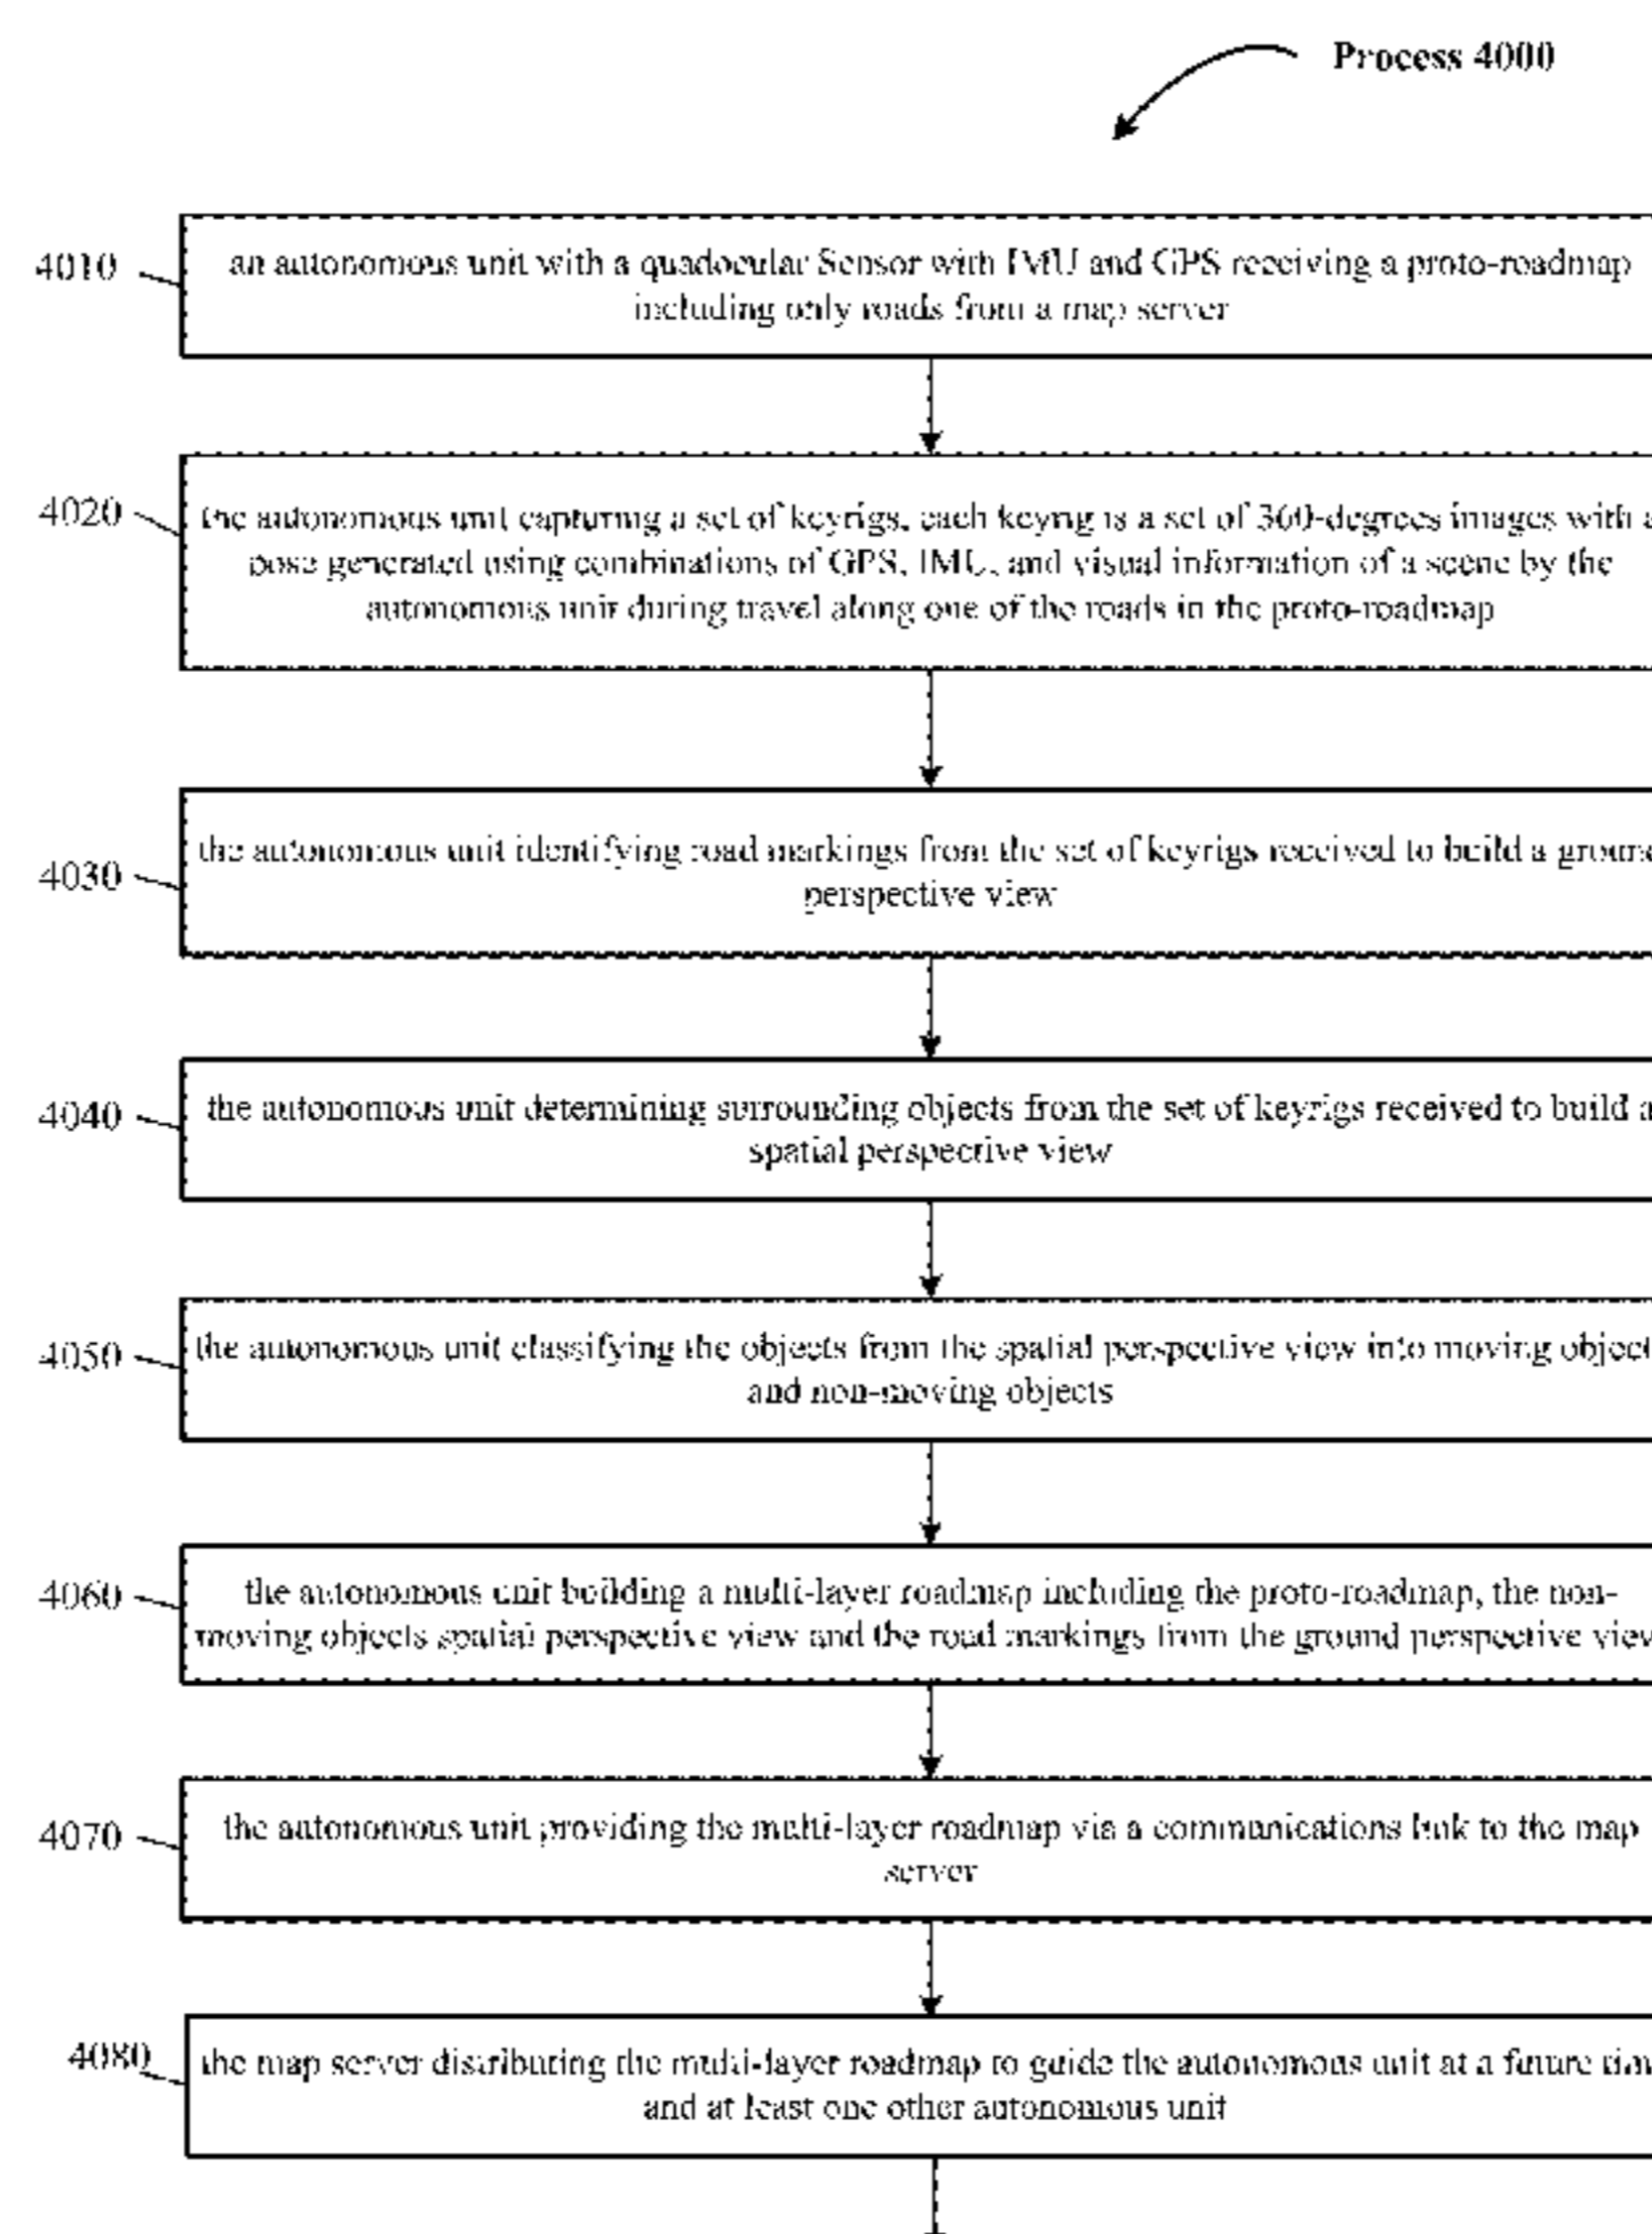 Process 4000
4010
an autonomous unit with a quadocular Sensor with IMU and GPS receiving a proto-roadmap
including only roads from a map server
4020
the autonomous unit capturing a set of keyrigs, each keyrig is a set of 360-degrees images with a
pose generated using combinations of GPS, IMU, and visual information of a scene by the
autonomous unit during travel along one of the roads in the proto-roadmap
4030
the autonomous unit identifying road markings from the set of keyrigs received to build a groun
perspective view
4040
the autonomous unit determining surrounding objects from the set of keyrigs received to build a
spatial perspective view
4050
the autonomous unit classifying the objects from the spatial perspective view into moving object
and non-moving objects
4060
the autonomous unit building a multi-layer roadmap including the proto-roadmap, the non-
moving objects spatial perspective view and the road markings from the ground perspective view
4070
the autonomous unit providing the multi-layer roadmap via a communications link to the map
server
4080
the map server distributing the multi-layer roadmap to guide the autonomous unit at a future tim
and at least one other autonomous unit